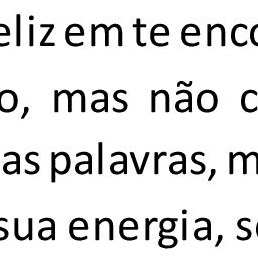 eliz em te enco
o, mas não c
as palavras, m
sua energia, s